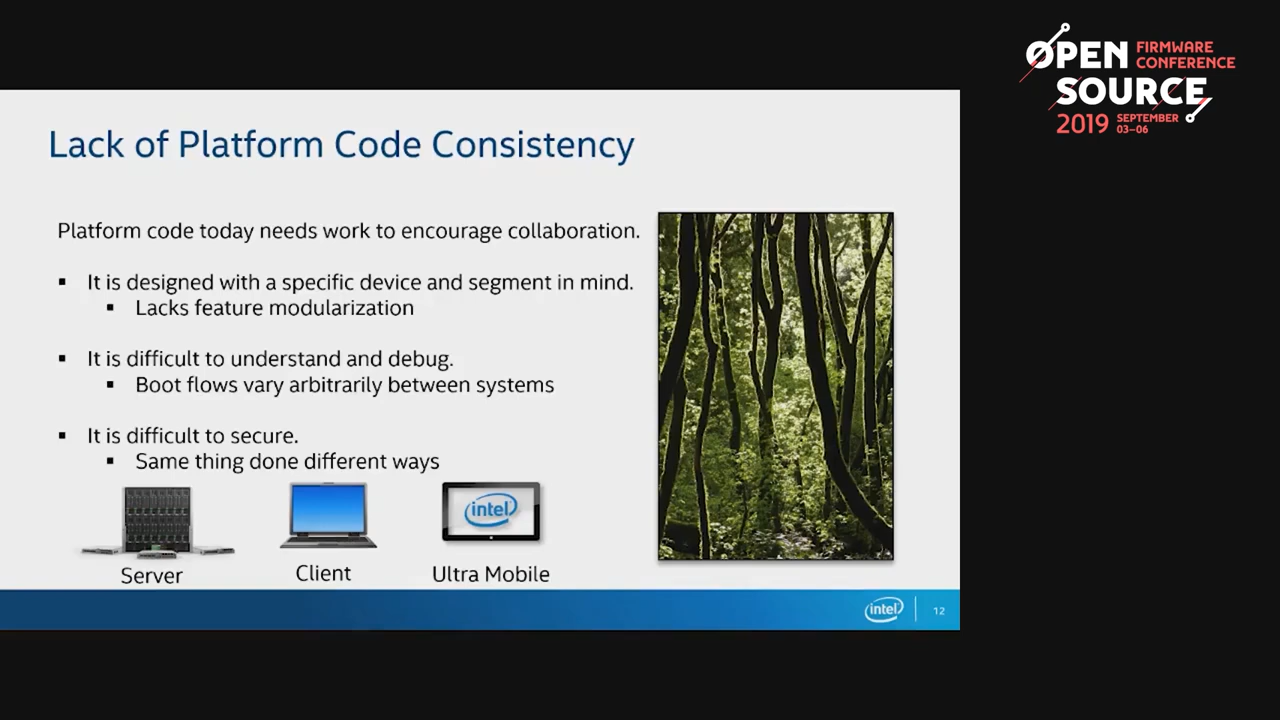 OPEN FIRMWARE
CONFERENCE
SOURCE
2019 SEPTEMBER
03–06
Lack of Platform Code Consistency
Platform code today needs work to encourage collaboration.
▪ It is designed with a specific device and segment in mind.
▪ Lacks feature modularization
▪ It is difficult to understand and debug.
▪ Boot flows vary arbitrarily between systems
▪ It is difficult to secure.
▪ Same thing done different ways
intel
Server
Client
Ultra Mobile
intel
12